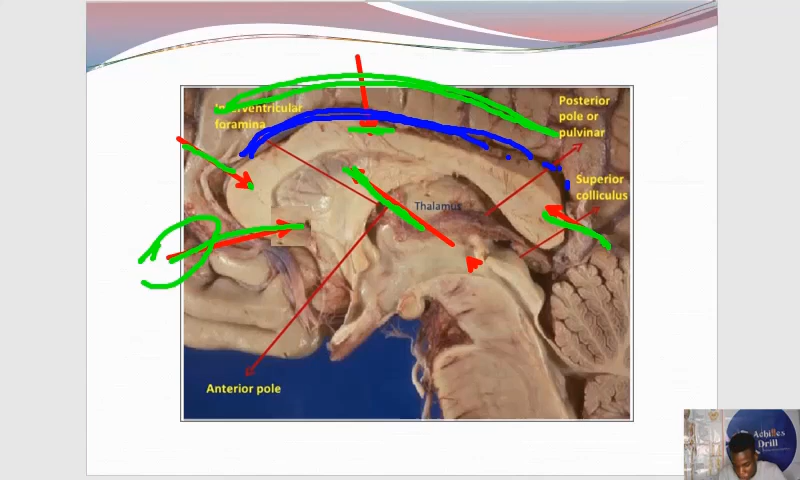 Interventricular
foramina
Posterior
pole or
pulvinar
Superior
colliculus
Thalamus
Anterior pole
Achilles
Drill